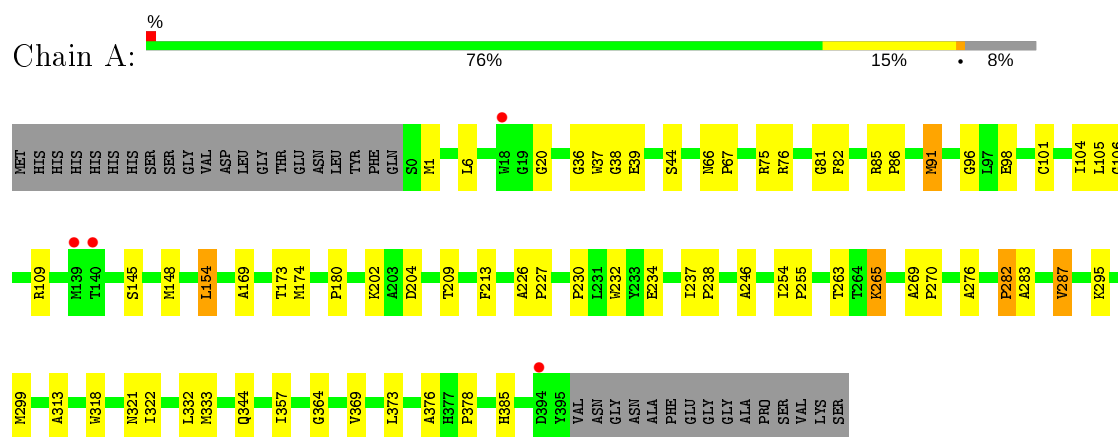 %
Chain A:
76% 15% • 8%
MET HIS HIS HIS HIS HIS HIS SER SER GLY VAL ASP LEU GLY THR GLU ASN LEU TYR PHE GLN S0 M1 L6 W18 G19 G20 G36 W37 G38 E39 S44 N66 P67 R75 R76 G81 F82 R85 P86 M91 G96 L97 E98 C101 I104 L105 G106
R109 M139 T140 S145 M148 L154 A169 T173 M174 P180 K202 A203 D204 T209 F213 A226 P227 P230 L231 W232 Y233 E234 I237 P238 A246 I254 P255 T263 T264 K265 A269 P270 A276 P282 A283 V287 K295
M299 A313 W318 N321 I322 L332 M333 Q344 I357 G364 V369 L373 A376 H377 P378 H385 D394 Y395 VAL ASN GLY ASN ALA PHE GLU GLY GLY ALA PRO SER VAL LYS SER